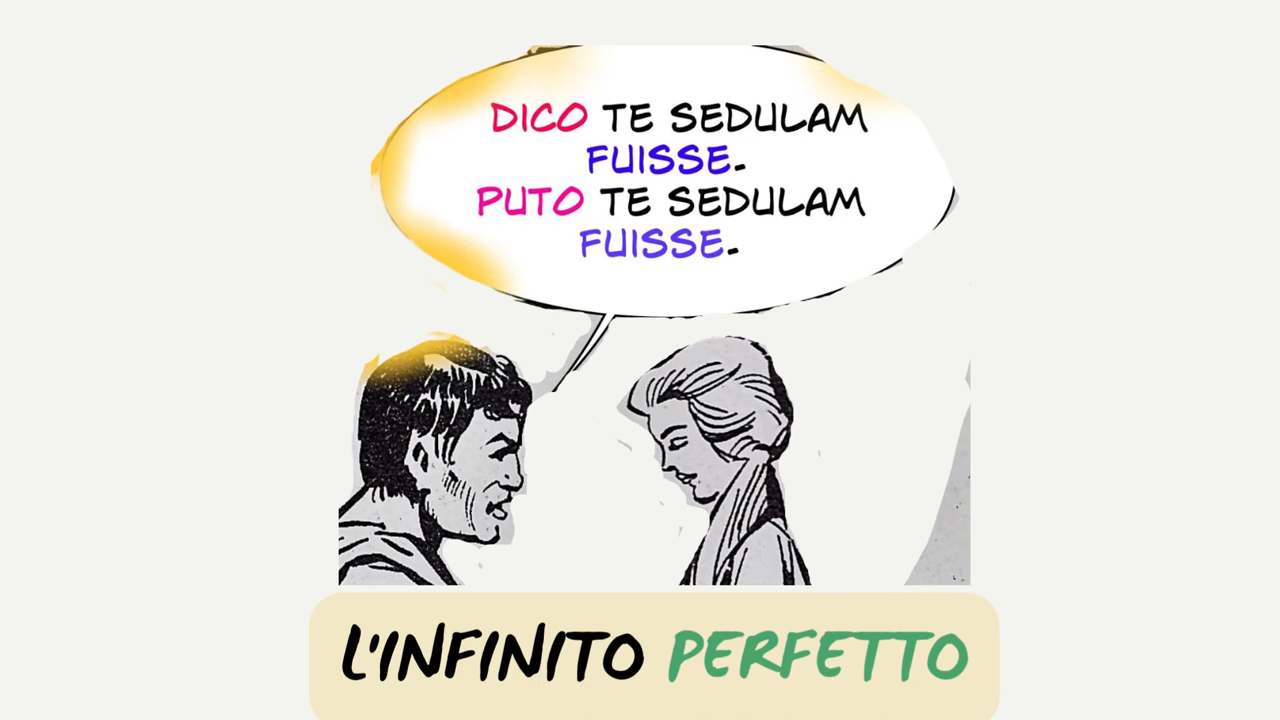 DICO TE SEDULAM
FUISSE.
PUTO TE SEDULAM
FUISSE.
L'INFINITO PERFETTO